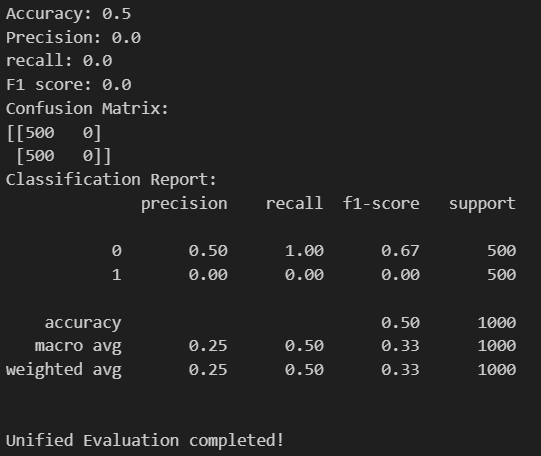 Accuracy: 0.5
Precision: 0.0
recall: 0.0
F1 score: 0.0
Confusion Matrix:
[[500   0]
 [500   0]]
Classification Report:
              precision    recall  f1-score   support

           0       0.50      1.00      0.67       500
           1       0.00      0.00      0.00       500

    accuracy                           0.50      1000
   macro avg       0.25      0.50      0.33      1000
weighted avg       0.25      0.50      0.33      1000

Unified Evaluation completed!